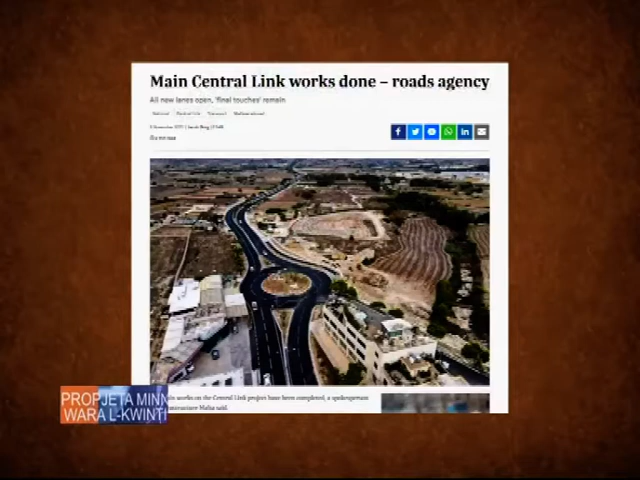 Main Central Link works done – roads agency
All new lanes open, 'final touches' remain
works on the Central Link project have been completed, a spokesperson
Infrastructure Malta said.
PROPJETA MINN
WARA L-KWINTI